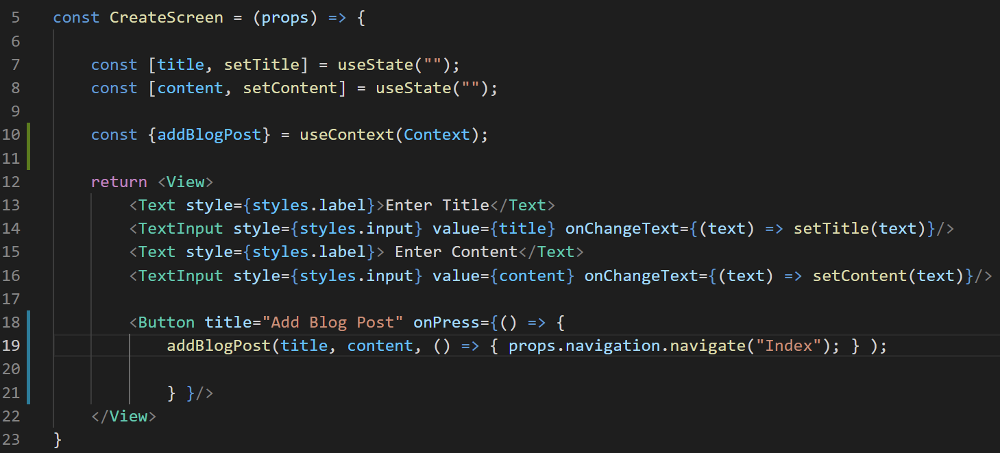 5 const CreateScreen = (props) => {
6
7 const [title, setTitle] = useState("");
8 const [content, setContent] = useState("");
9
10 const {addBlogPost} = useContext(Context);
11
12 return <View>
13 <Text style={styles.label}>Enter Title</Text>
14 <TextInput style={styles.input} value={title} onChangeText={(text) => setTitle(text)}/>
15 <Text style={styles.label}> Enter Content</Text>
16 <TextInput style={styles.input} value={content} onChangeText={(text) => setContent(text)}/>
17
18 <Button title="Add Blog Post" onPress={() => {
19 addBlogPost(title, content, () => { props.navigation.navigate("Index"); } );
20
21 } }/>
22 </View>
23 }